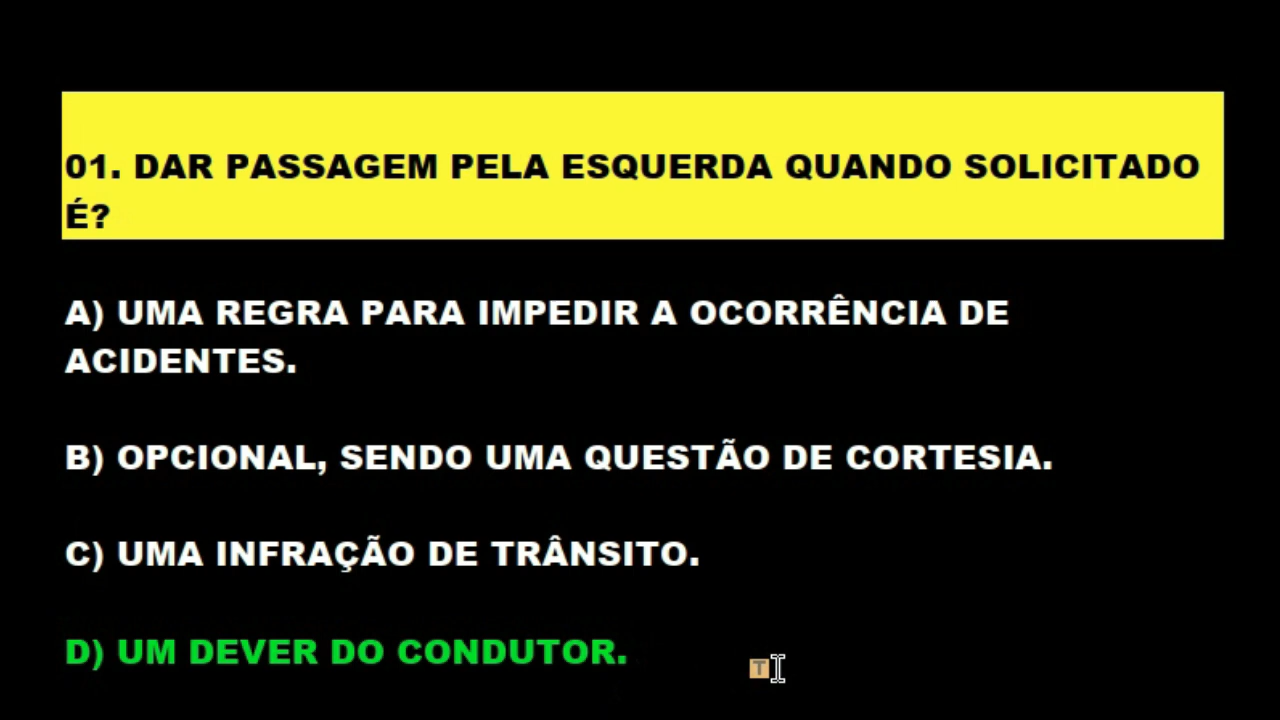 01. DAR PASSAGEM PELA ESQUERDA QUANDO SOLICITADO
É?
A) UMA REGRA PARA IMPEDIR A OCORRÊNCIA DE
ACIDENTES.
B) OPCIONAL, SENDO UMA QUESTÃO DE CORTESIA.
C) UMA INFRAÇÃO DE TRÂNSITO.
D) UM DEVER DO CONDUTOR.
T